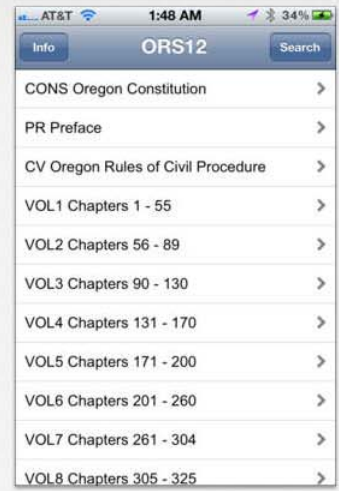 AT&T 1:48 AM 34%
Info ORS12 Search
CONS Oregon Constitution
PR Preface
CV Oregon Rules of Civil Procedure
VOL1 Chapters 1 - 55
VOL2 Chapters 56 - 89
VOL3 Chapters 90 - 130
VOL4 Chapters 131 - 170
VOL5 Chapters 171 - 200
VOL6 Chapters 201 - 260
VOL7 Chapters 261 - 304
VOL8 Chapters 305 - 325